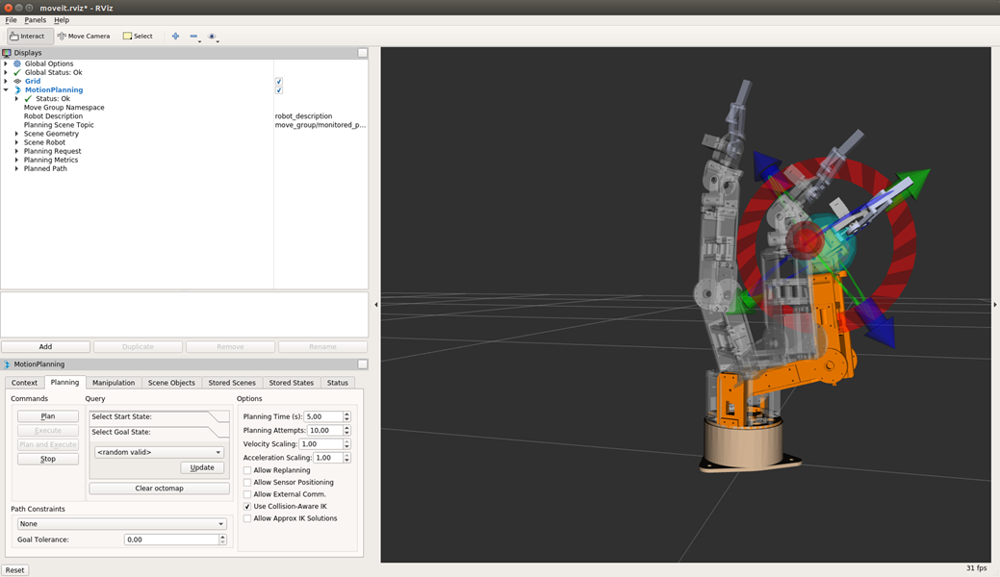 moveit.rviz* - RViz
File Panels Help
Interact Move Camera Select
Displays
Global Options
Global Status: Ok
Grid
MotionPlanning
Status: Ok
Move Group Namespace
Robot Description robot_description
Planning Scene Topic move_group/monitored_p...
Scene Geometry
Scene Robot
Planning Request
Planning Metrics
Planned Path
Add Duplicate Remove Rename
MotionPlanning
Context Planning Manipulation Scene Objects Stored Scenes Stored States Status
Commands Query Options
Plan Select Start State: Planning Time (s): 5,00
Execute Select Goal State: Planning Attempts: 10,00
Plan and Execute <random valid> Velocity Scaling: 1,00
Stop Update Acceleration Scaling: 1,00
Clear octomap Allow Replanning
Allow Sensor Positioning
Allow External Comm.
Path Constraints Use Collision-Aware IK
None Allow Approx IK Solutions
Goal Tolerance: 0,00
Reset 31 fps